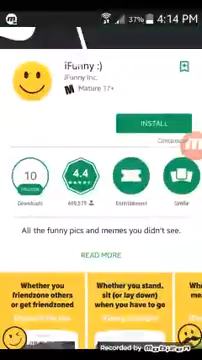 37% 4:14 PM
iFunny :)
iFunny Inc.
Mature 17+
INSTALL
10
4.4
Downloads
Entertainment
Similar
All the funny pics and memes you didn't see.
READ MORE
Whether you
friendzone others
or get friendzoned
Whether you stand,
sit (or lay down)
when you have to go
Whe
Recorded by
Mobizen